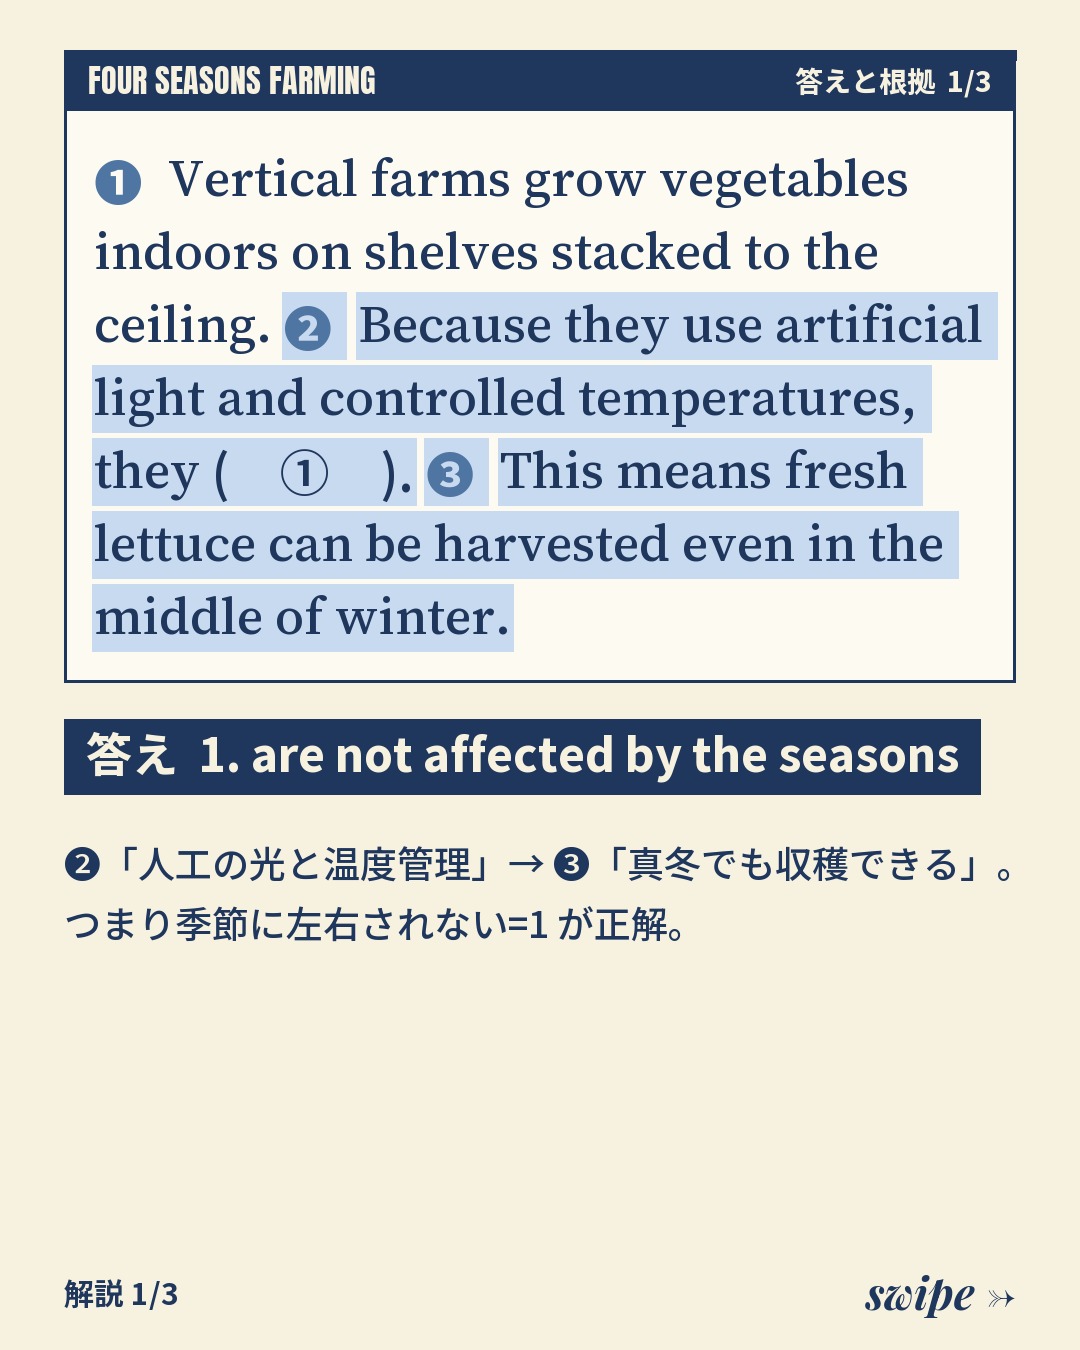 FOUR SEASONS FARMING
答えと根拠 1/3
❶ Vertical farms grow vegetables
indoors on shelves stacked to the
ceiling. ❷ Because they use artificial
light and controlled temperatures,
they ( ① ). ❸ This means fresh
lettuce can be harvested even in the
middle of winter.
答え 1. are not affected by the seasons
❷「人工の光と温度管理」→ ❸「真冬でも収穫できる」。
つまり季節に左右されない=1 が正解。
解説 1/3
swipe ➳